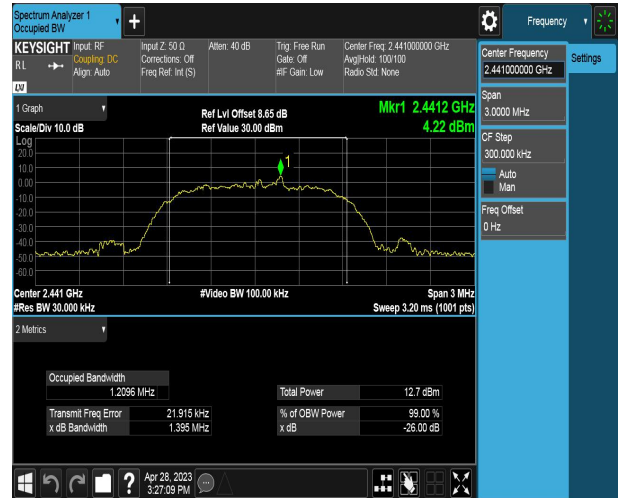 Spectrum Analyzer 1
Occupied BW
Frequency
KEYSIGHT
R L
LXI
Input: RF
Coupling: DC
Align: Auto
Input Z: 50 Ω
Corrections: Off
Freq Ref: Int (S)
Atten: 40 dB
Trig: Free Run
Gate: Off
#IF Gain: Low
Center Freq: 2.441000000 GHz
Avg|Hold: 100/100
Radio Std: None
Center Frequency
2.441000000 GHz
Settings
Span
3.0000 MHz
CF Step
300.000 kHz
Auto
Man
Freq Offset
0 Hz
1 Graph
Scale/Div 10.0 dB
Ref Lvl Offset 8.65 dB
Ref Value 30.00 dBm
Mkr1 2.4412 GHz
4.22 dBm
Log
20.0
10.0
0.00
-10.0
-20.0
-30.0
-40.0
-50.0
-60.0
1
Center 2.441 GHz
#Res BW 30.000 kHz
#Video BW 100.00 kHz
Span 3 MHz
Sweep 3.20 ms (1001 pts)
2 Metrics
Occupied Bandwidth
1.2096 MHz
Total Power 12.7 dBm
Transmit Freq Error 21.915 kHz
% of OBW Power 99.00 %
x dB Bandwidth 1.395 MHz
x dB -26.00 dB
Apr 28, 2023
3:27:09 PM